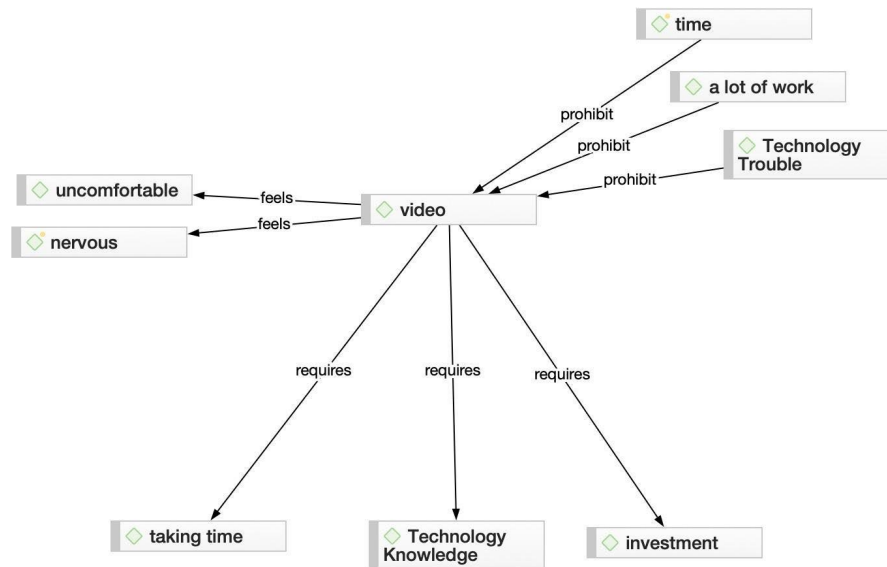 time
a lot of work
prohibit
prohibit
Technology
Trouble
prohibit
uncomfortable
feels
video
feels
nervous
requires
requires
requires
taking time
Technology
Knowledge
investment